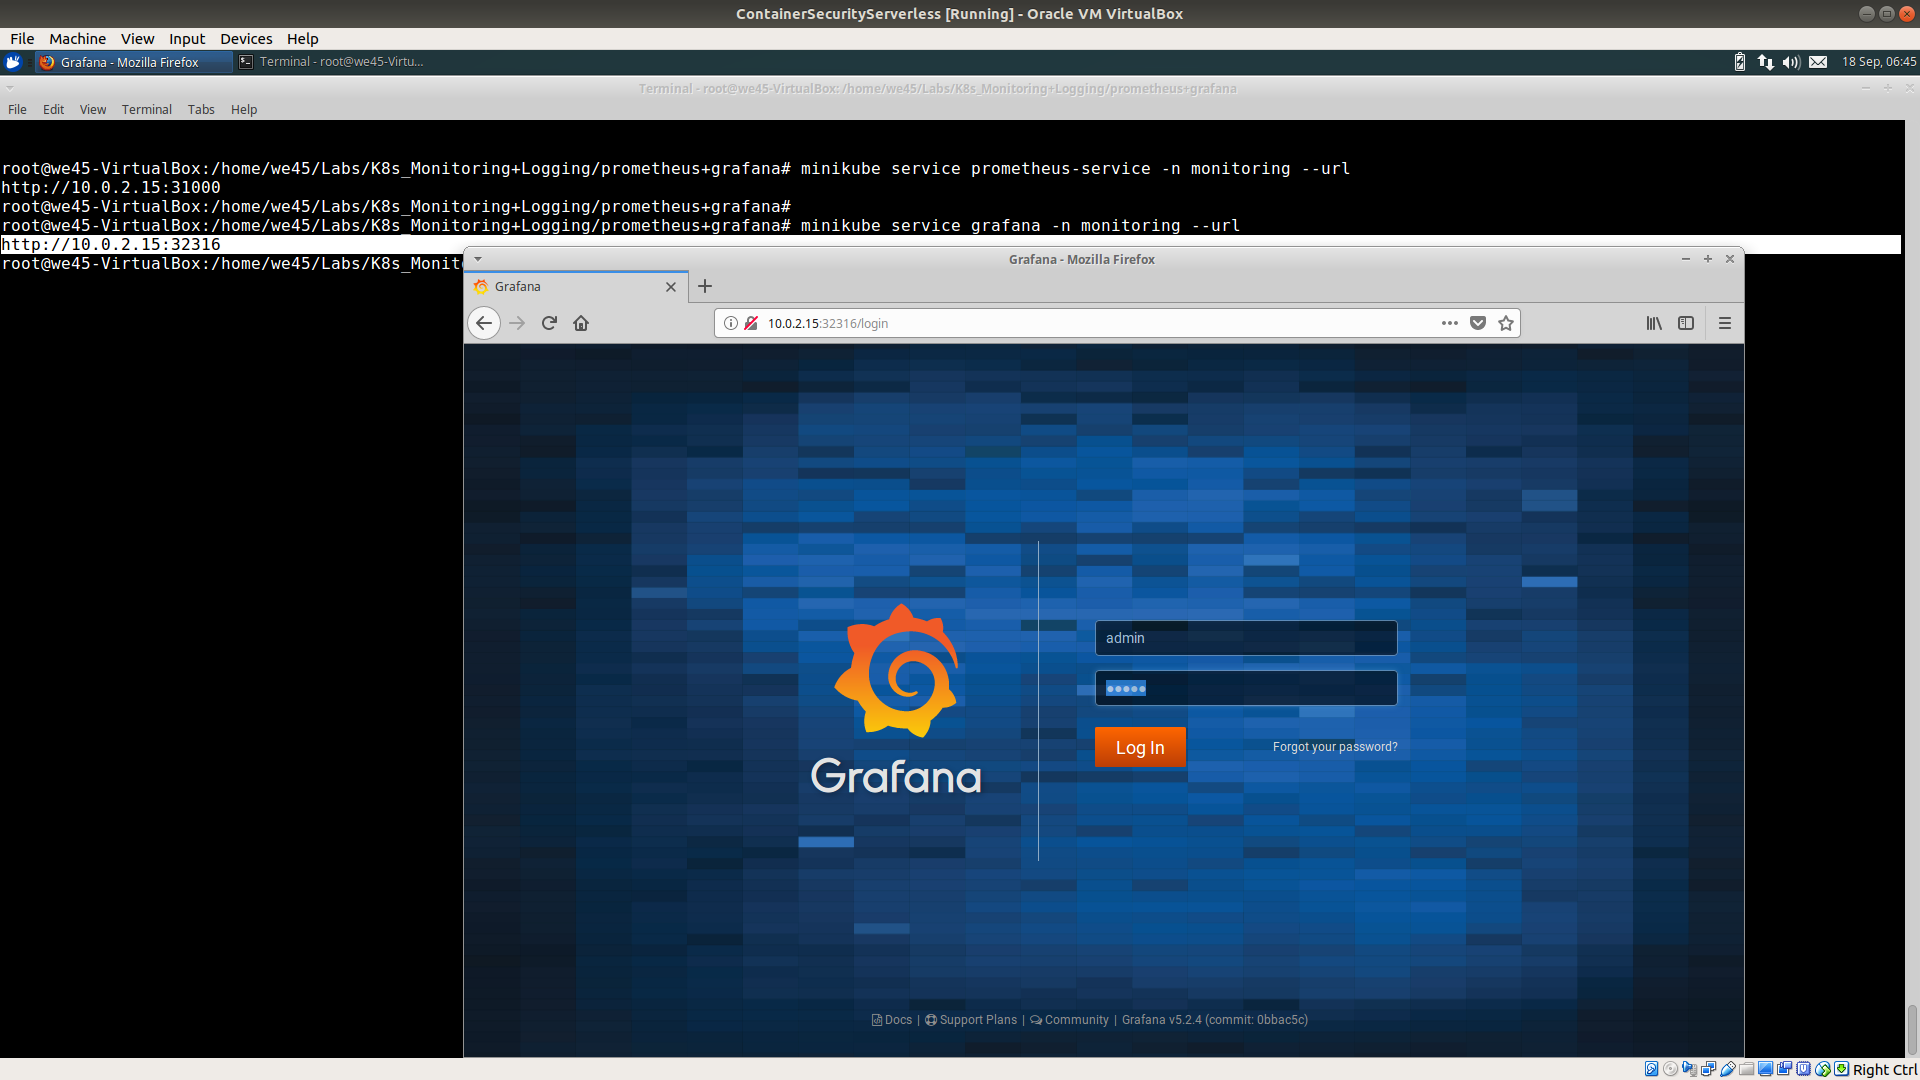 ContainerSecurityServerless [Running] - Oracle VM VirtualBox
File Machine View Input Devices Help
Grafana - Mozilla Firefox
Terminal - root@we45-Virtu...
18 Sep, 06:45
Terminal - root@we45-VirtualBox: /home/we45/Labs/K8s_Monitoring+Logging/prometheus+grafana
File Edit View Terminal Tabs Help
root@we45-VirtualBox:/home/we45/Labs/K8s_Monitoring+Logging/prometheus+grafana# minikube service prometheus-service -n monitoring --url
http://10.0.2.15:31000
root@we45-VirtualBox:/home/we45/Labs/K8s_Monitoring+Logging/prometheus+grafana#
root@we45-VirtualBox:/home/we45/Labs/K8s_Monitoring+Logging/prometheus+grafana# minikube service grafana -n monitoring --url
http://10.0.2.15:32316
root@we45-VirtualBox:/home/we45/Labs/K8s_Monit
Grafana - Mozilla Firefox
Grafana
10.0.2.15:32316/login
admin
•••••
Log In
Forgot your password?
Grafana
Docs | Support Plans | Community | Grafana v5.2.4 (commit: 0bbac5c)
Right Ctrl